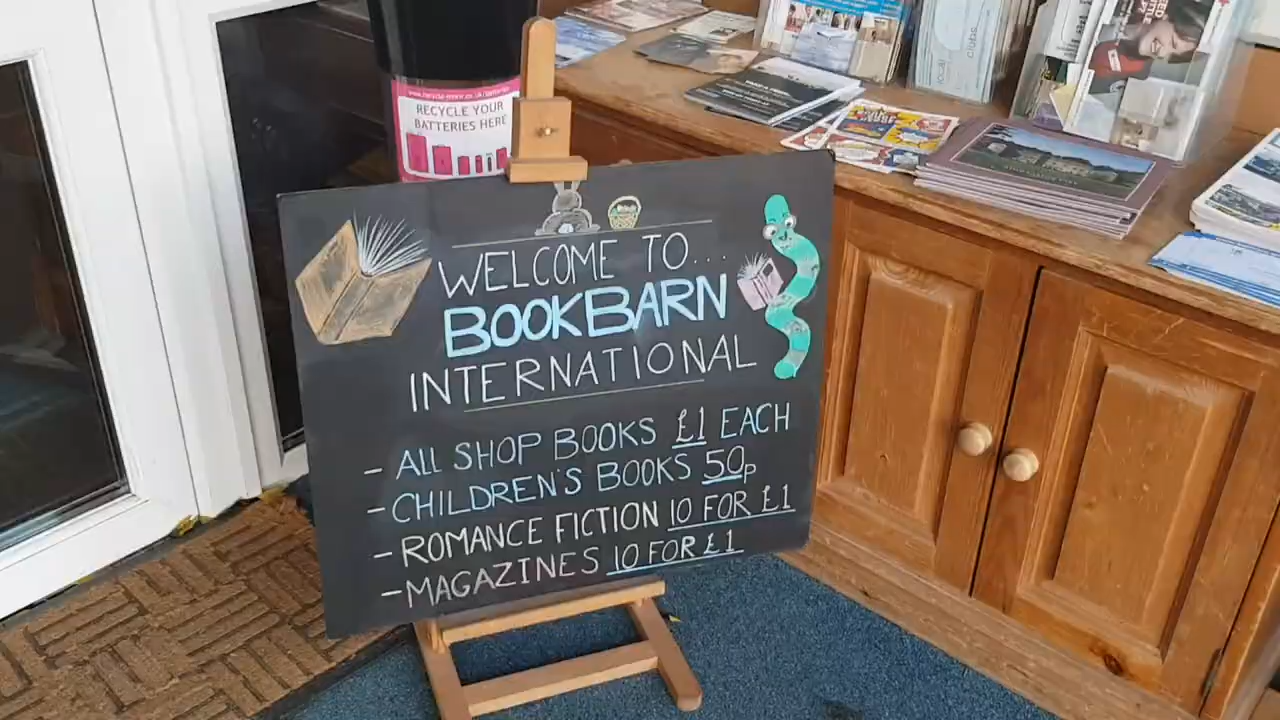 RECYCLE YOUR
BATTERIES HERE
WELCOME TO...
BOOKBARN
INTERNATIONAL
- ALL SHOP BOOKS £1 EACH
- CHILDREN'S BOOKS 50p
- ROMANCE FICTION 10 FOR £1
- MAGAZINES 10 FOR £1